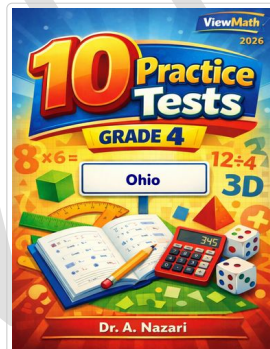 ViewMath
2026
10 Practice
Tests
GRADE 4
8×6=
12÷4
Ohio
3D
345
Dr. A. Nazari